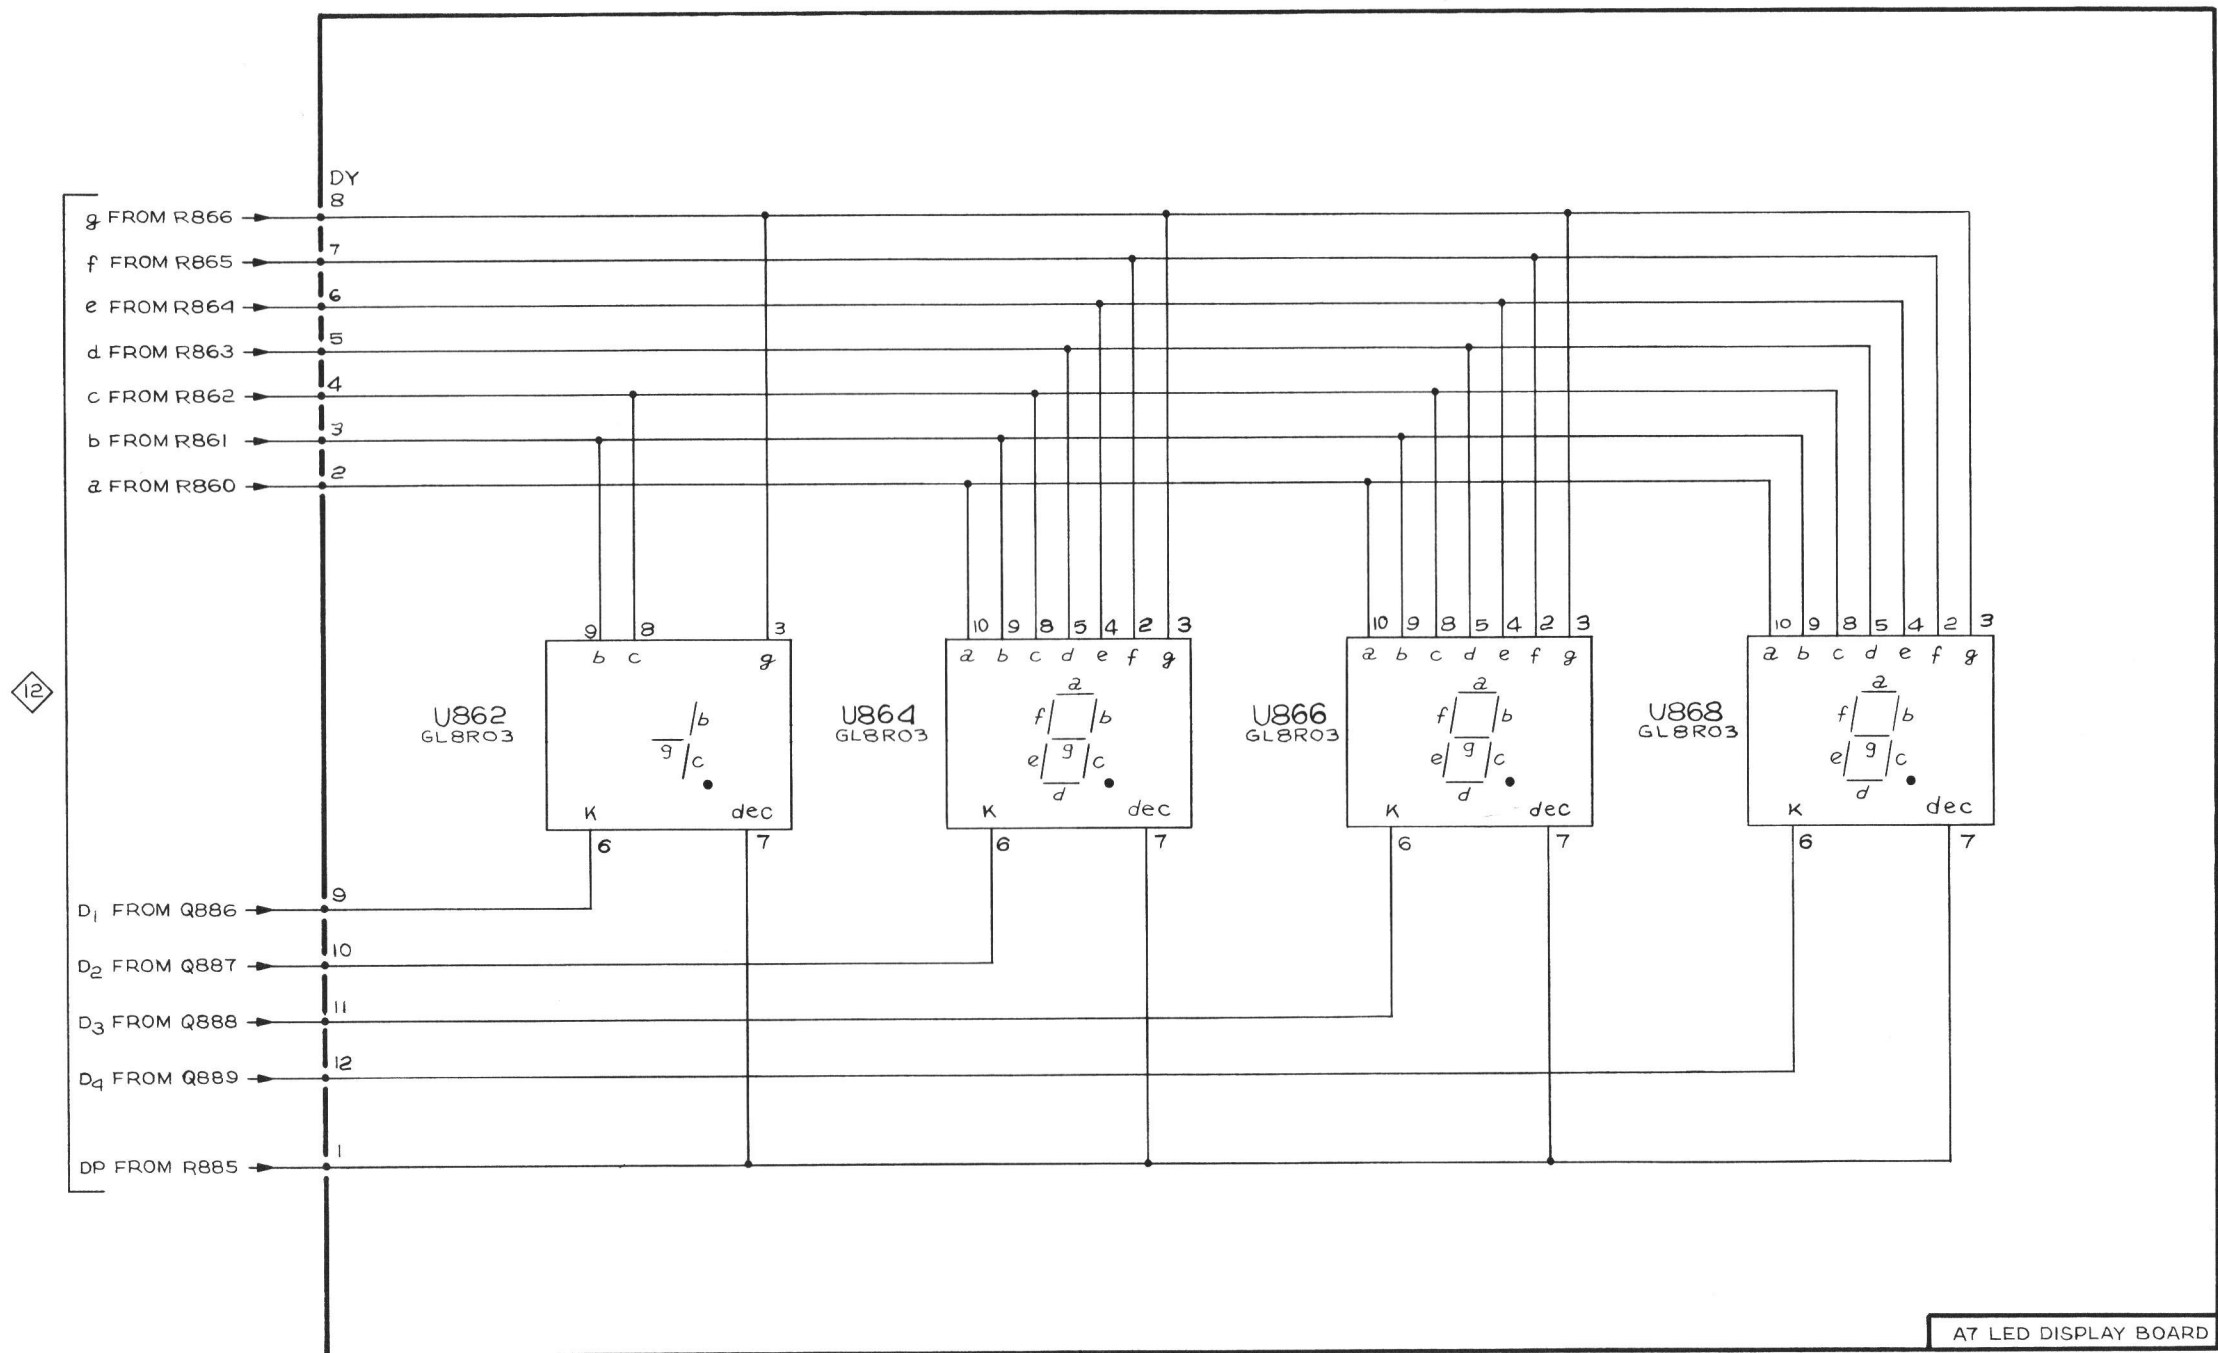 DY
8
g FROM R866
7
f FROM R865
6
e FROM R864
5
d FROM R863
4
c FROM R862
3
b FROM R861
2
a FROM R860
9 8 3
b c g
b
g
c
K dec
6 7
U862
GL8R03
10 9 8 5 4 2 3
a b c d e f g
a
f b
g
e c
d
K dec
6 7
U864
GL8R03
10 9 8 5 4 2 3
a b c d e f g
a
f b
g
e c
d
K dec
6 7
U866
GL8R03
10 9 8 5 4 2 3
a b c d e f g
a
f b
g
e c
d
K dec
6 7
U868
GL8R03
12
9
D1 FROM Q886
10
D2 FROM Q887
11
D3 FROM Q888
12
D4 FROM Q889
1
DP FROM R885
A7 LED DISPLAY BOARD